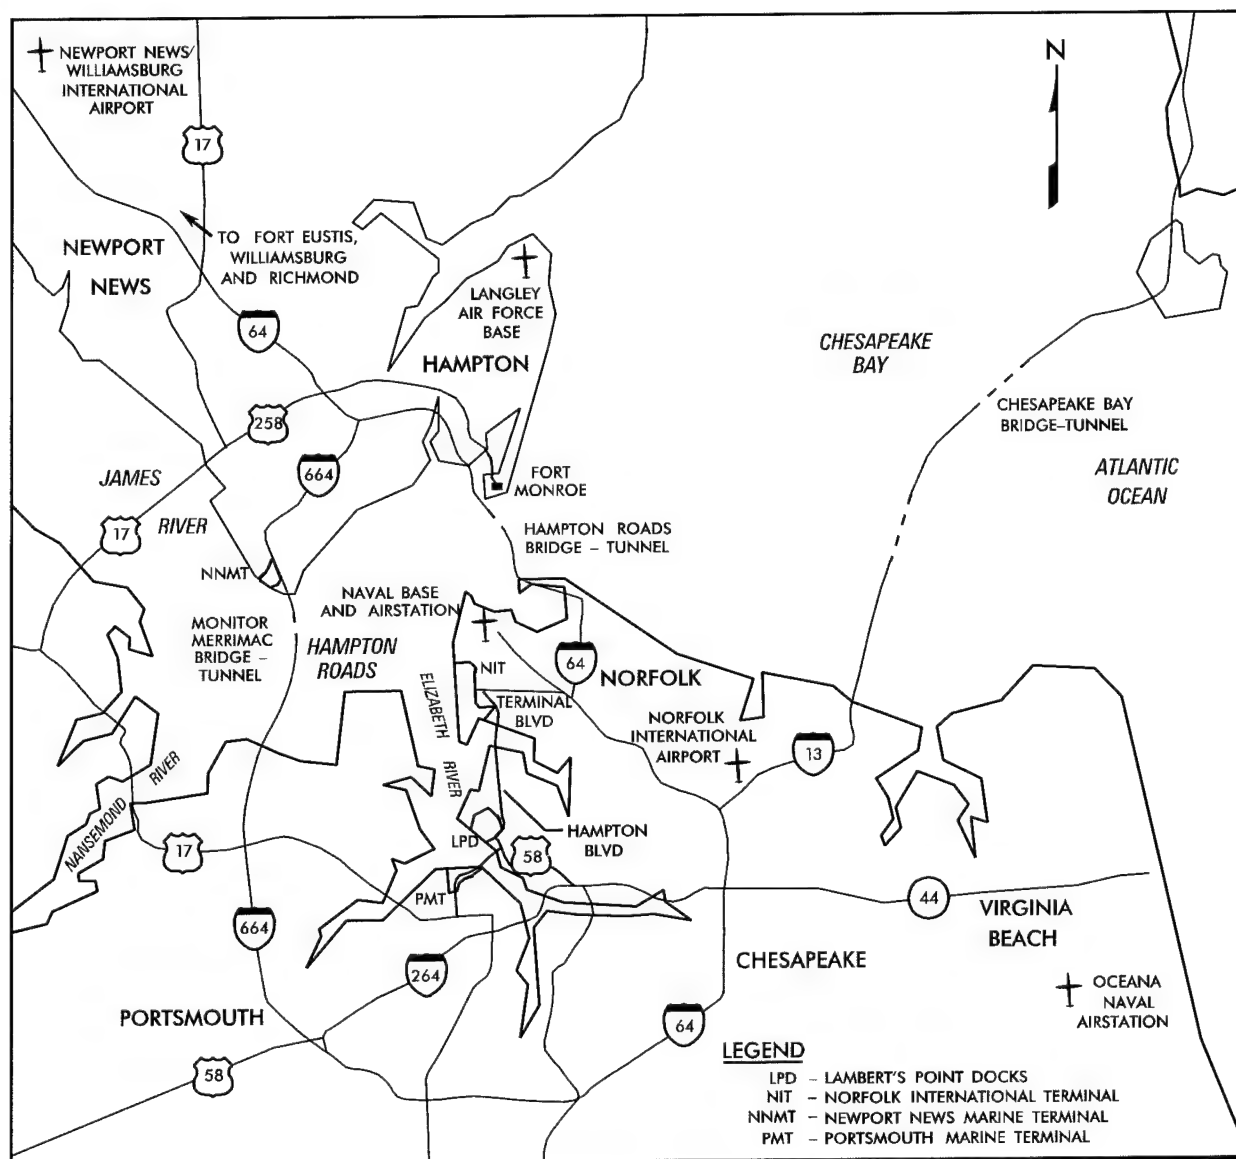 NEWPORT NEWS/
WILLIAMSBURG
INTERNATIONAL
AIRPORT
N
17
TO FORT EUSTIS,
WILLIAMSBURG
AND RICHMOND
NEWPORT
NEWS
LANGLEY
AIR FORCE
BASE
64
HAMPTON
CHESAPEAKE
BAY
258
CHESAPEAKE BAY
BRIDGE-TUNNEL
664
JAMES
RIVER
FORT
MONROE
ATLANTIC
OCEAN
17
HAMPTON ROADS
BRIDGE - TUNNEL
NNMT
NAVAL BASE
AND AIRSTATION
MONITOR
MERRIMAC
BRIDGE -
TUNNEL
HAMPTON
ROADS
64
NIT
NORFOLK
ELIZABETH
RIVER
TERMINAL
BLVD
NORFOLK
INTERNATIONAL
AIRPORT
13
NANSEMOND RIVER
17
LPD
HAMPTON
BLVD
58
PMT
44
VIRGINIA
BEACH
664
264
CHESAPEAKE
OCEANA
NAVAL
AIRSTATION
PORTSMOUTH
64
58
LEGEND
LPD - LAMBERT'S POINT DOCKS
NIT - NORFOLK INTERNATIONAL TERMINAL
NNMT - NEWPORT NEWS MARINE TERMINAL
PMT - PORTSMOUTH MARINE TERMINAL